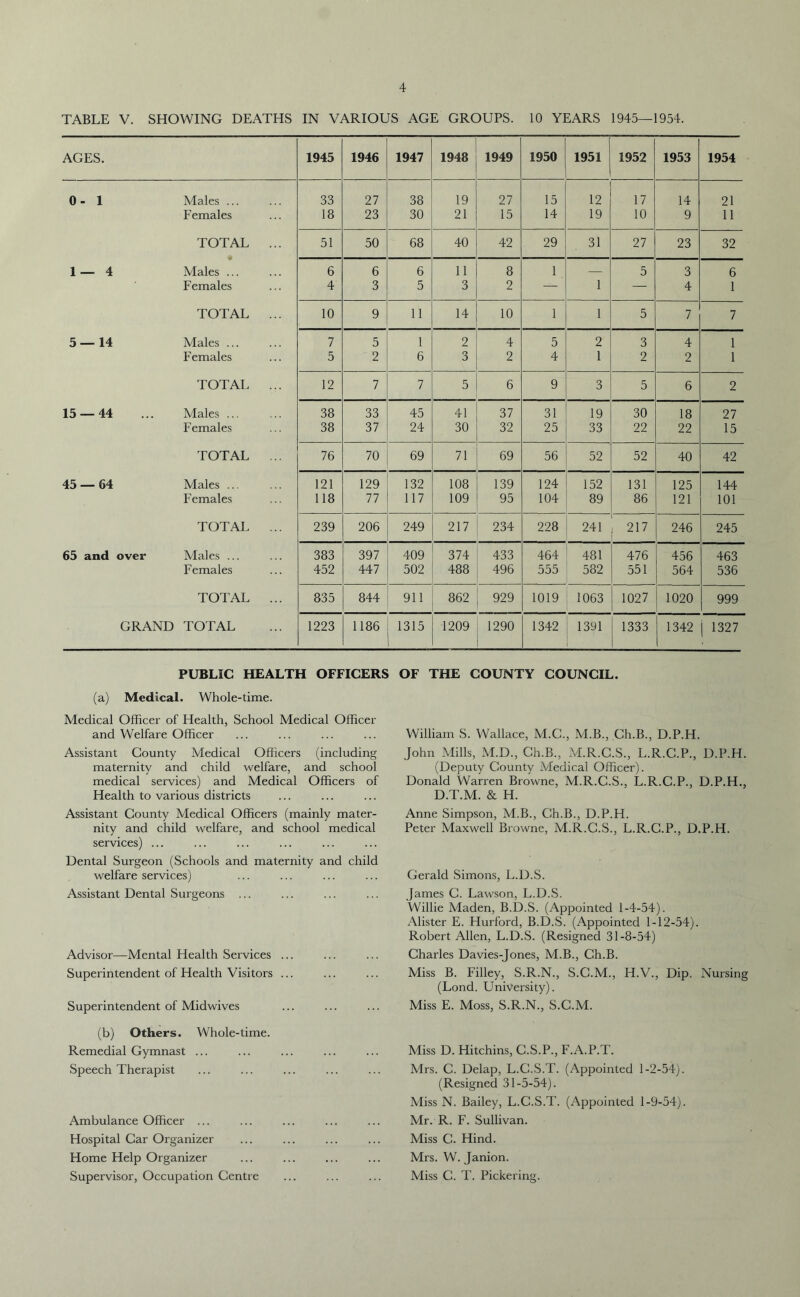 4
TABLE V. SHOWING DEATHS IN VARIOUS AGE GROUPS. 10 YEARS 1945—1954.
AGES. 1945 1946 1947 1948 1949 1950 1951 1952 1953 1954
0 - 1 Males ... ... 33 27 38 19 27 15 12 17 14 21
Females ... 18 23 30 21 15 14 19 10 9 11
TOTAL ... 51 50 68 40 42 29 31 27 23 32
1 — 4 Males ... ... 6 6 6 11 8 1 — 5 3 6
Females ... 4 3 5 3 2 — 1 — 4 1
TOTAL ... 10 9 11 14 10 1 1 5 7 7
5 — 14 Males ... ... 7 5 1 2 4 5 2 3 4 1
Females ... 5 2 6 3 2 4 1 2 2 1
TOTAL ... 12 7 7 5 6 9 3 5 6 2
15 — 44 ... Males ... ... 38 33 45 41 37 31 19 30 18 27
Females ... 38 37 24 30 32 25 33 22 22 15
TOTAL ... 76 70 69 71 69 56 52 52 40 42
45 — 64 Males ... ... 121 129 132 108 139 124 152 131 125 144
Females ... 118 77 117 109 95 104 89 86 121 101
TOTAL ... 239 206 249 217 234 228 241 217 246 245
65 and over Males ... ... 383 397 409 374 433 464 481 476 456 463
Females ... 452 447 502 488 496 555 582 551 564 536
TOTAL ... 835 844 911 862 929 1019 1063 1027 1020 999
GRAND TOTAL ... 1223 1186 1315 1209 1290 1342 1391 1333 1342 1327
PUBLIC HEALTH OFFICERS OF THE COUNTY COUNCIL.
(a) Medical. Whole-time.
Medical Officer of Health, School Medical Officer
and Welfare Officer ... ... ... ... William S. Wallace, M.C., M.B., Ch.B., D.P.H.
Assistant County Medical Officers (including John Mills, M.D., Ch.B., M.R.C.S., L.R.C.P., D.P.H.
maternity and child welfare, and school (Deputy County Medical Officer).
medical services) and Medical Officers of Donald Warren Browne, M.R.C.S., L.R.C.P., D.P.H.,
Health to various districts ... ... ... D.T.M. & H.
Assistant County Medical Officers (mainly mater- Anne Simpson, M.B., Ch.B., D.P.H.
nity and child welfare, and school medical Peter Maxwell Browne, M.R.C.S., L.R.C.P., D.P.H.
services) ... ... ... ... ... ...
Dental Surgeon (Schools and maternity and child
welfare services) ... ... ... ... Gerald Simons, L.D.S.
Assistant Dental Surgeons ... ... ... ... James C. Lawson, L.D.S.
Willie Maden, B.D.S. (Appointed 1-4-54).
Alister E. Hurford, B.D.S. (Appointed 1-12-54).
Robert Allen, L.D.S. (Resigned 31-8-54)
Advisor—Mental Health Services ... ... ... Charles Davies-Jones, M.B., Ch.B.
Superintendent of Health Visitors ... ... ... Miss B. Filley, S.R.N., S.C.M., H.V., Dip. Nursing
(Lond. University).
Superintendent of Midwives ... ... ... Miss E. Moss, S.R.N., S.C.M.
(b) Others. Whole-time.
Remedial Gymnast ... ... ... ... ... Miss D. Hitchins, C.S.P., F.A.P.T.
Speech Therapist ... ... ... ... ... Mrs. C. Delap, L.C.S.T. (Appointed 1-2-54).
(Resigned 31-5-54).
Miss N. Bailey, L.C.S.T. (Appointed 1-9-54).
Ambulance Officer ... ... ... ... ... Mr. R. F. Sullivan.
Hospital Car Organizer ... ... ... ... Miss C. Hind.
Home Help Organizer ... ... ... ... Mrs. W. Janion.
Supervisor, Occupation Centre ... ... ... Miss C. T. Pickering.